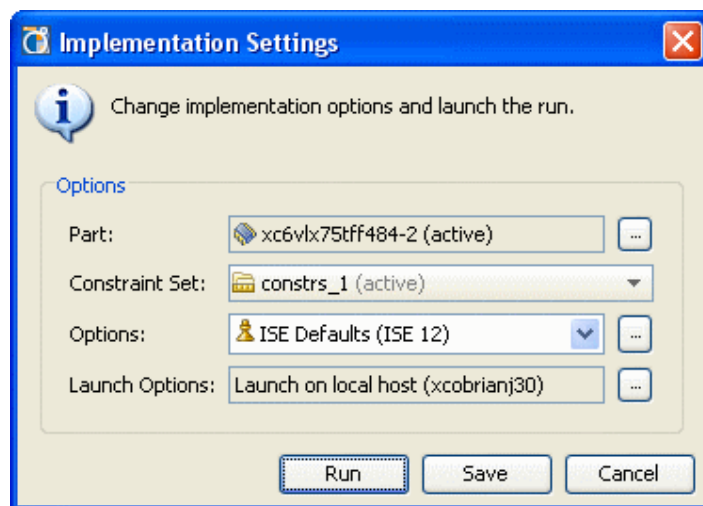 Implementation Settings
Change implementation options and launch the run.
Options
Part: xc6vlx75tff484-2 (active) ...
Constraint Set: constrs_1 (active)
Options: ISE Defaults (ISE 12) ...
Launch Options: Launch on local host (xcobrianj30) ...
Run Save Cancel